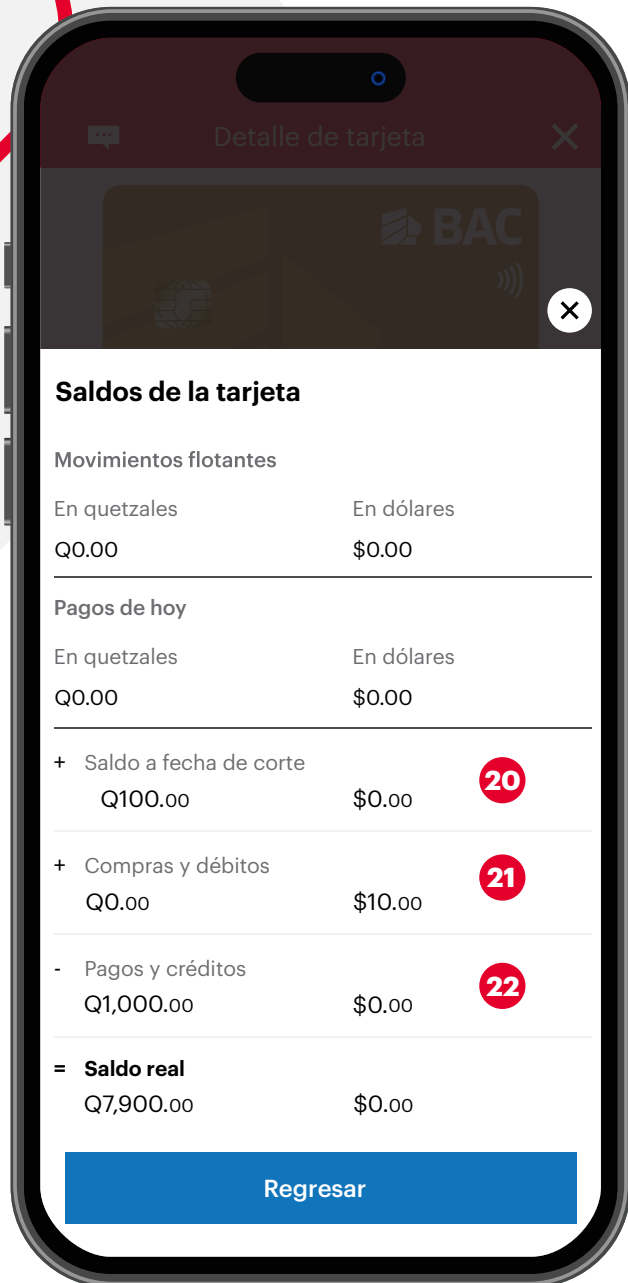 Detalle de tarjeta
BAC
Saldos de la tarjeta
Movimientos flotantes
En quetzales En dólares
Q0.00 $0.00
Pagos de hoy
En quetzales En dólares
Q0.00 $0.00
+ Saldo a fecha de corte
Q100.00 $0.00 20
+ Compras y débitos 21
Q0.00 $10.00
- Pagos y créditos 22
Q1,000.00 $0.00
= Saldo real
Q7,900.00 $0.00
Regresar